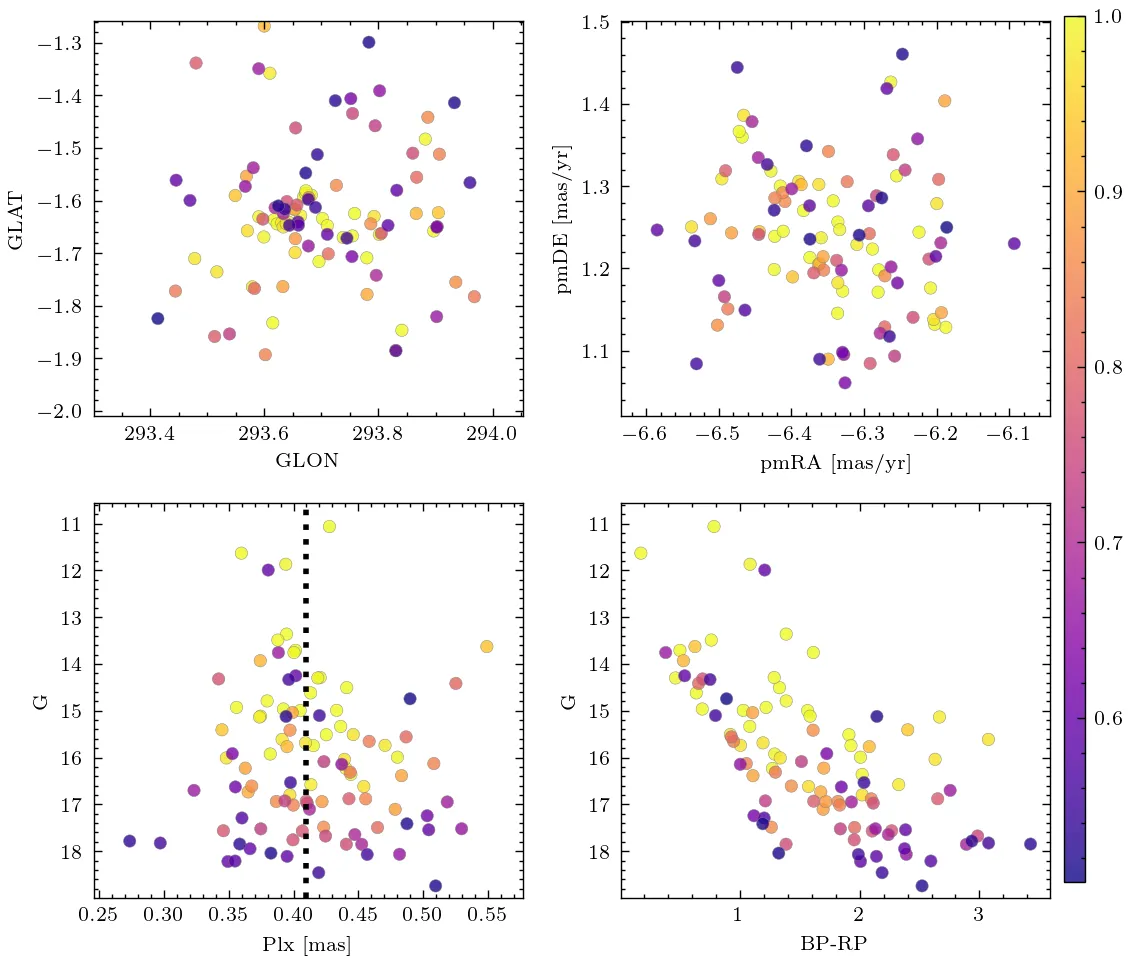 −1.3
−1.4
−1.5
−1.6
−1.7
−1.8
−1.9
−2.0
GLAT
293.4 293.6 293.8 294.0
GLON
1.5
1.4
1.3
1.2
1.1
pmDE [mas/yr]
−6.6 −6.5 −6.4 −6.3 −6.2 −6.1
pmRA [mas/yr]
1.0
0.9
0.8
0.7
0.6
11
12
13
14
15
16
17
18
G
0.25 0.30 0.35 0.40 0.45 0.50 0.55
Plx [mas]
11
12
13
14
15
16
17
18
G
1 2 3
BP-RP